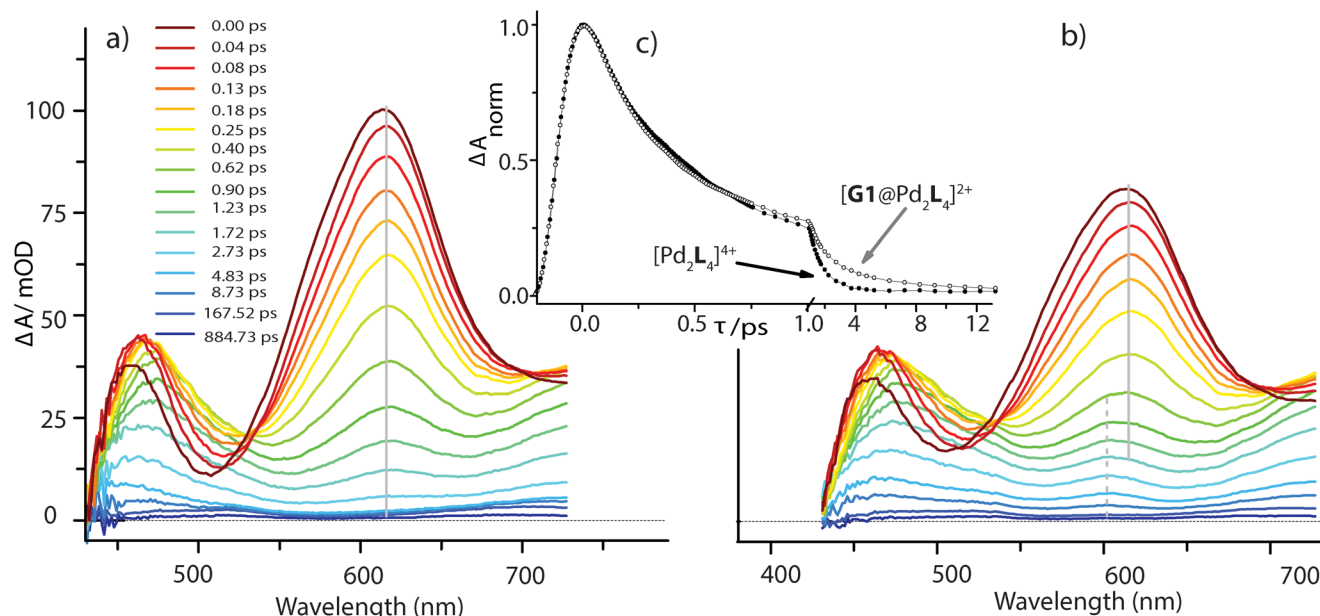 a)
0.00 ps
0.04 ps
0.08 ps
0.13 ps
0.18 ps
0.25 ps
0.40 ps
0.62 ps
0.90 ps
1.23 ps
1.72 ps
2.73 ps
4.83 ps
8.73 ps
167.52 ps
884.73 ps
ΔA/ mOD
100
75
50
25
0
500 600 700
Wavelength (nm)
c)
ΔA norm
1.0
0.5
0.0
[G1@Pd2L4]2+
[Pd2L4]4+
0.0 0.5 1.0 4 8 12
τ /ps
b)
400 500 600 700
Wavelength (nm)